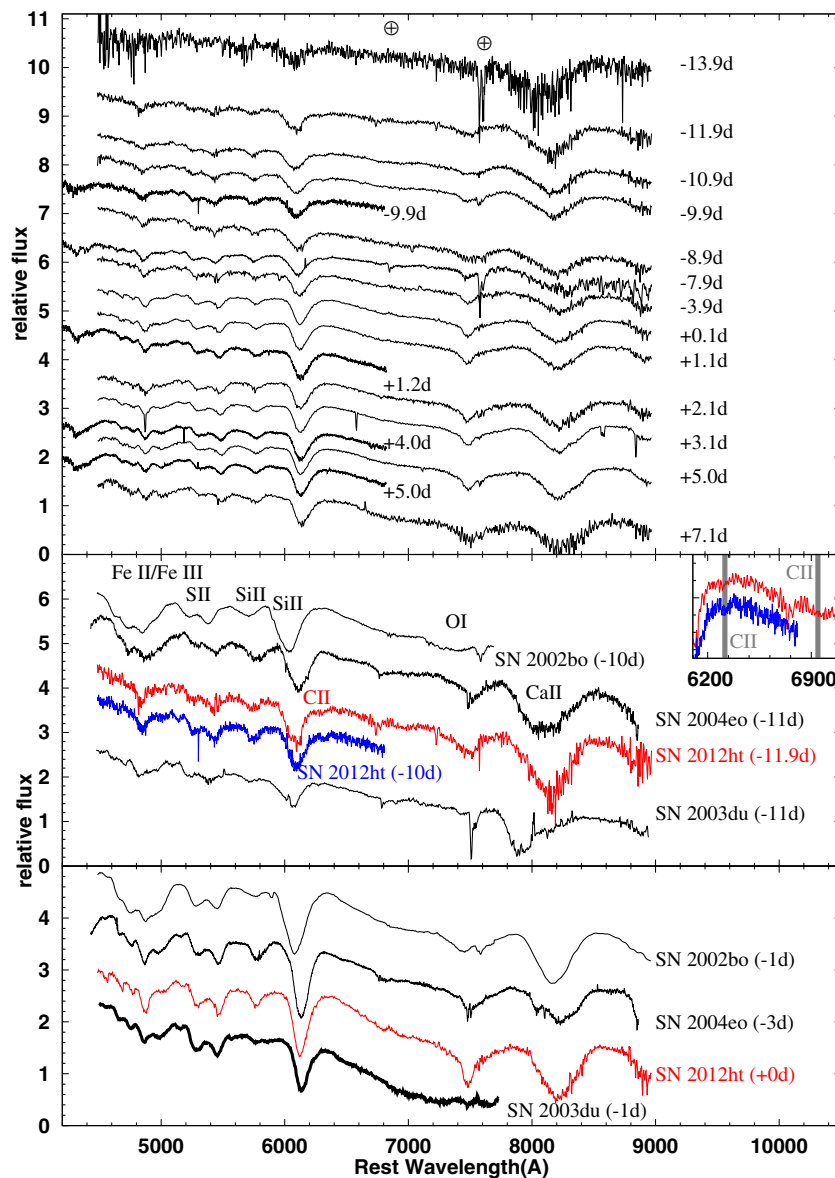 11
⊕
⊕
10
-13.9d
9
-11.9d
8
-10.9d
7
-9.9d
-9.9d
relative flux
6
-8.9d
-7.9d
5
-3.9d
+0.1d
4
+1.1d
+1.2d
3
+2.1d
+4.0d
+3.1d
2
+5.0d
+5.0d
1
+7.1d
0
Fe II/Fe III
SII
SiII
SiII
OI
CII
CII
6200
6900
6
5
SN 2002bo (-10d)
4
CII
CaII
SN 2004eo (-11d)
3
SN 2012ht (-11.9d)
SN 2012ht (-10d)
2
1
SN 2003du (-11d)
0
relative flux
4
SN 2002bo (-1d)
3
SN 2004eo (-3d)
2
1
SN 2012ht (+0d)
SN 2003du (-1d)
0
5000
6000
7000
8000
9000
10000
Rest Wavelength(A)